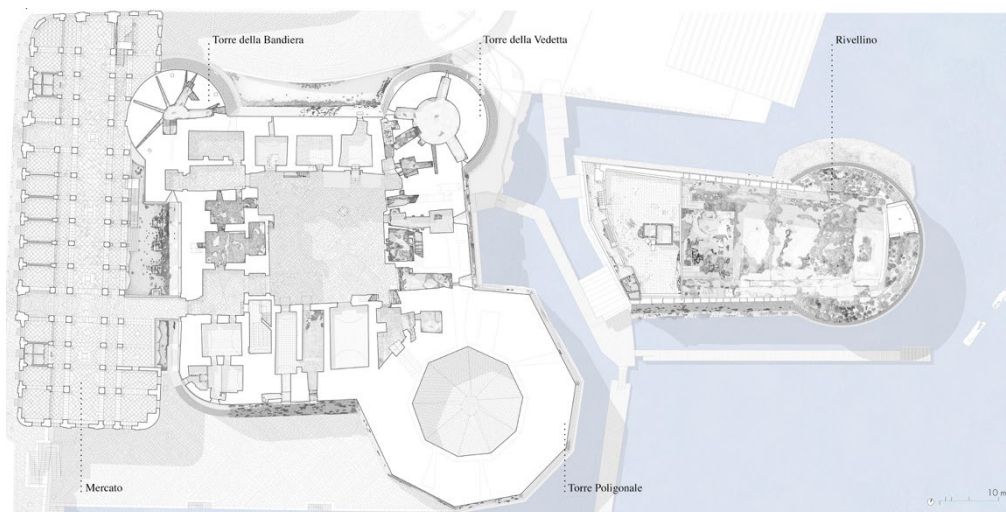 Torre della Bandiera
Torre della Vedetta
Rivellino
Mercato
Torre Poligonale
10 m